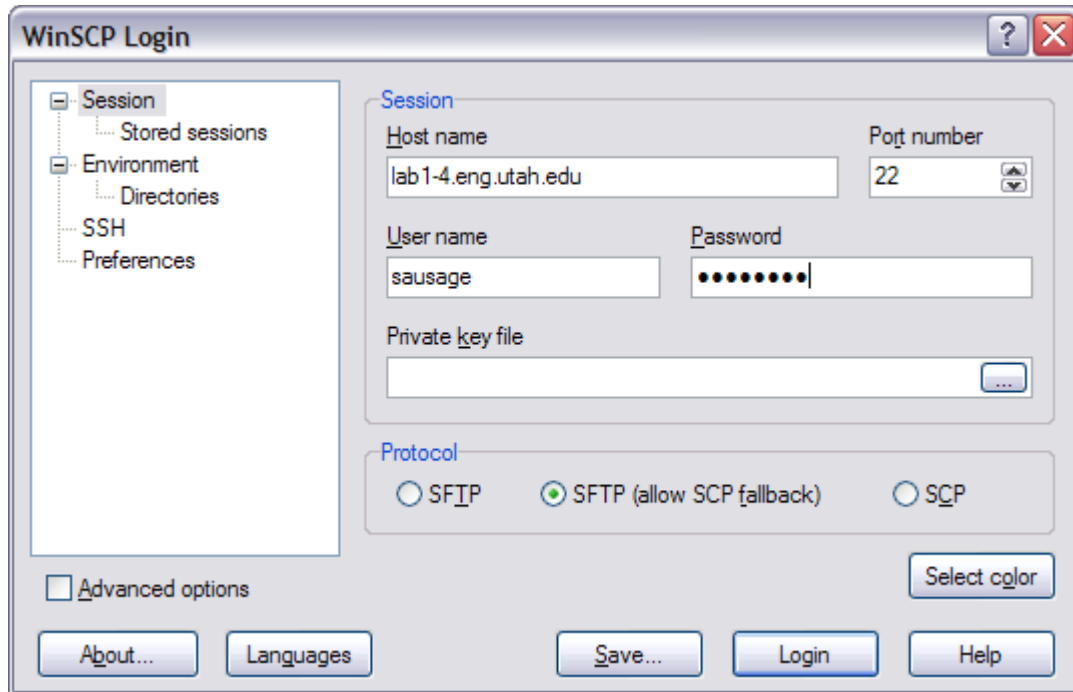 WinSCP Login
Session
Stored sessions
Environment
Directories
SSH
Preferences
Session
Host name Port number
lab1-4.eng.utah.edu 22
User name Password
sausage ••••••••
Private key file
...
Protocol
SFTP SFTP (allow SCP fallback) SCP
Select color
Advanced options
About... Languages Save... Login Help